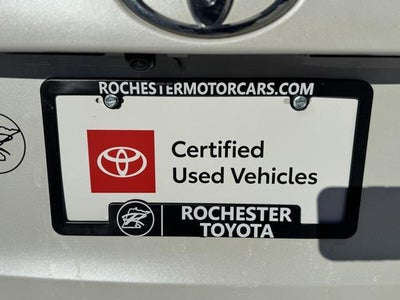 ROCHESTERMOTORCARS.COM
Certified
Used Vehicles
ROCHESTER
TOYOTA